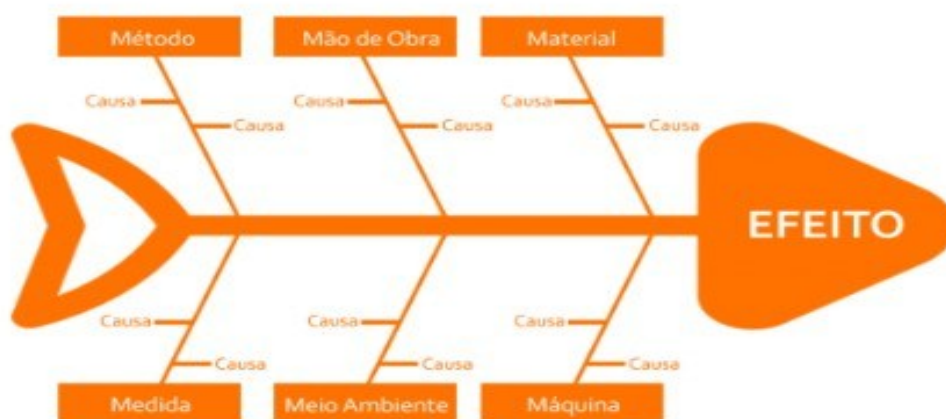 Método
Mão de Obra
Material
Causa
Causa
Causa
Causa
Causa
Causa
EFEITO
Causa
Causa
Causa
Causa
Causa
Causa
Medida
Meio Ambiente
Máquina